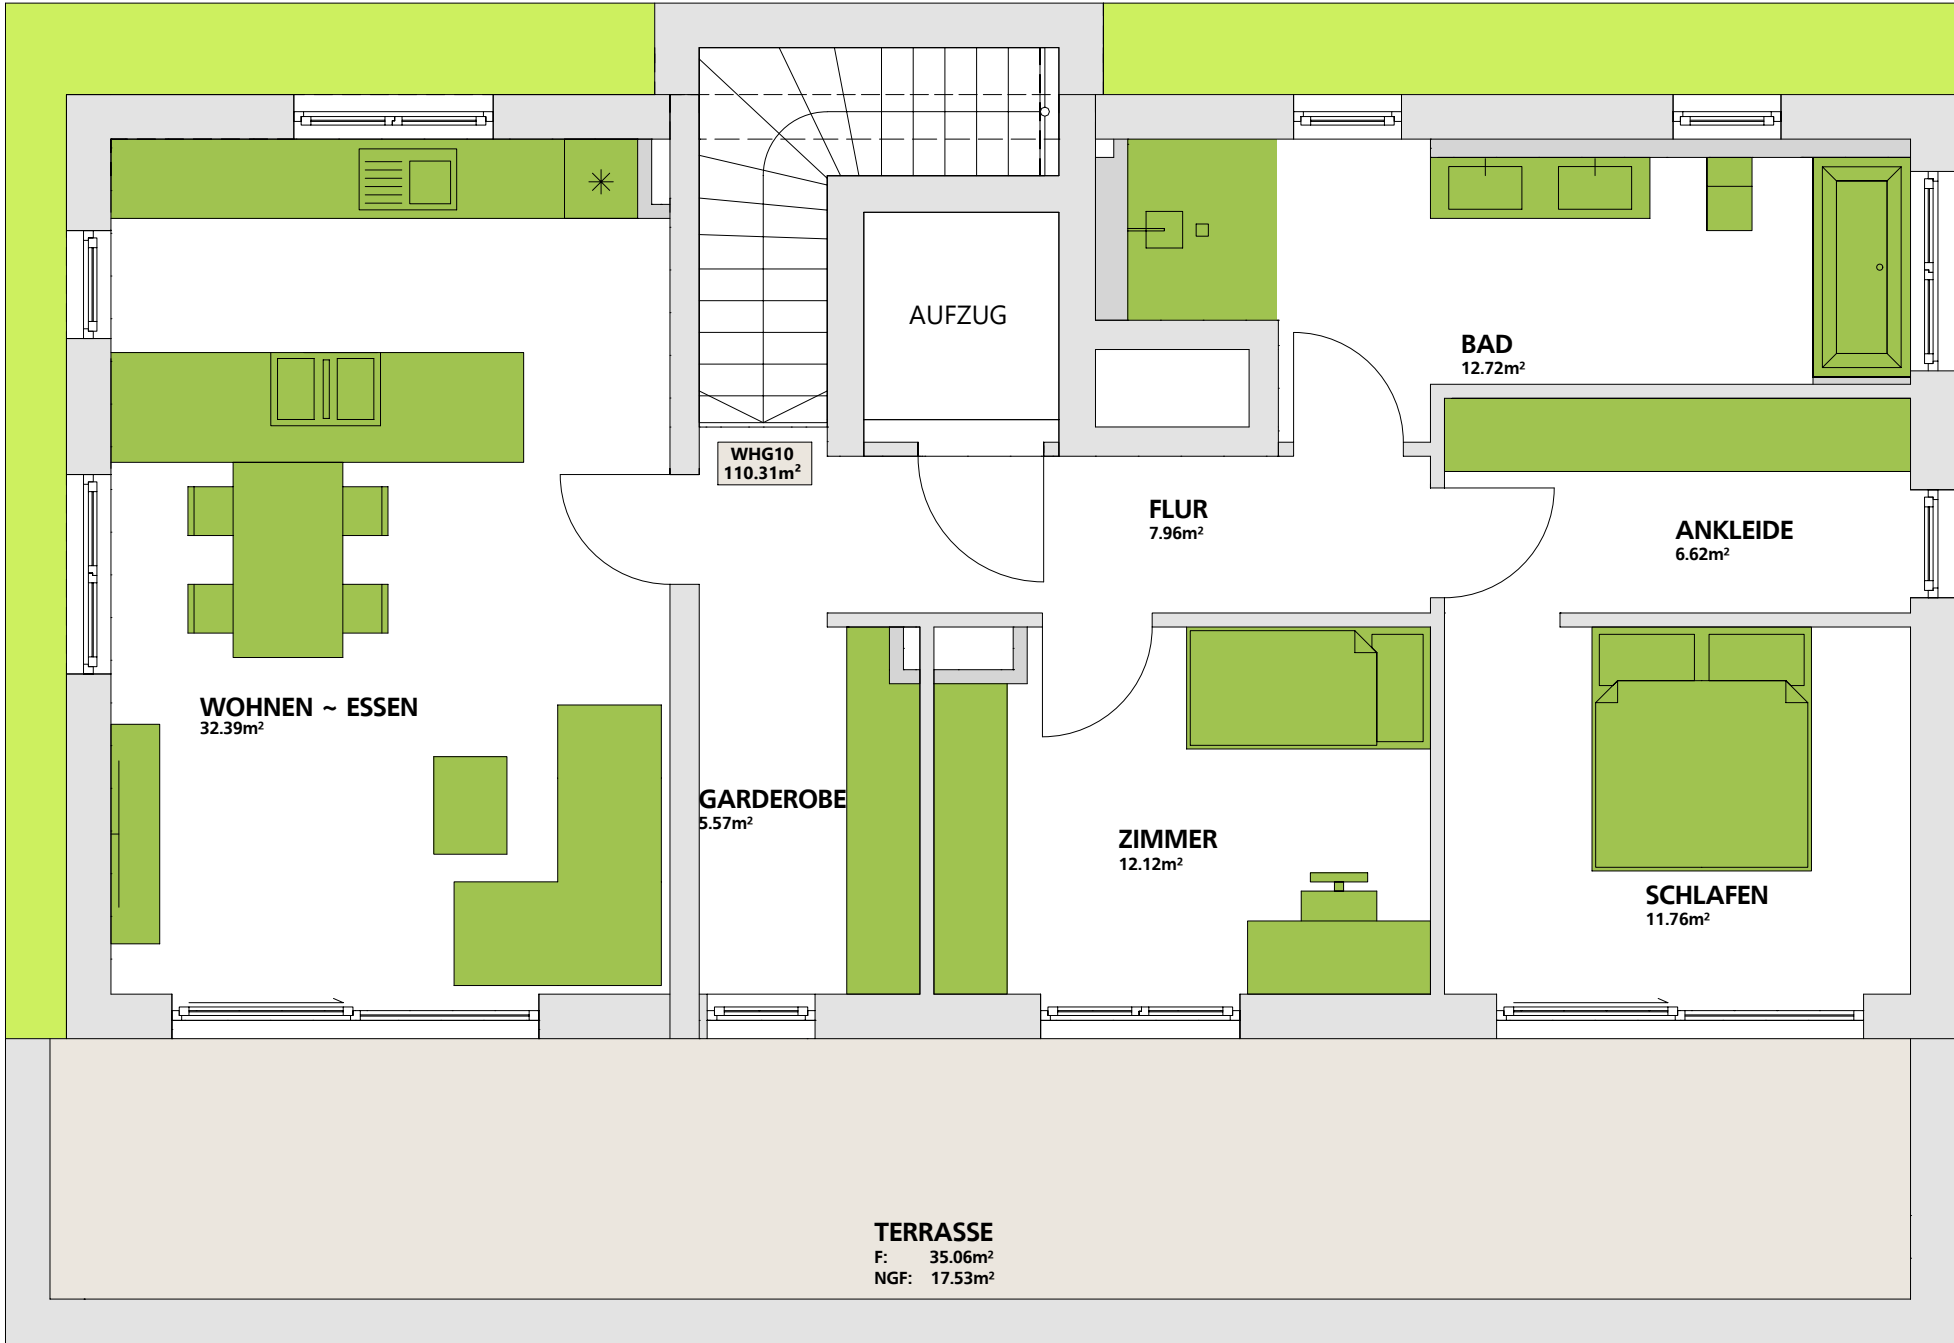 AUFZUG
BAD
12.72m²
WHG10
110.31m²
FLUR
7.96m²
ANKLEIDE
6.62m²
WOHNEN ~ ESSEN
32.39m²
GARDEROBE
5.57m²
ZIMMER
12.12m²
SCHLAFEN
11.76m²
TERRASSE
F: 35.06m²
NGF: 17.53m²